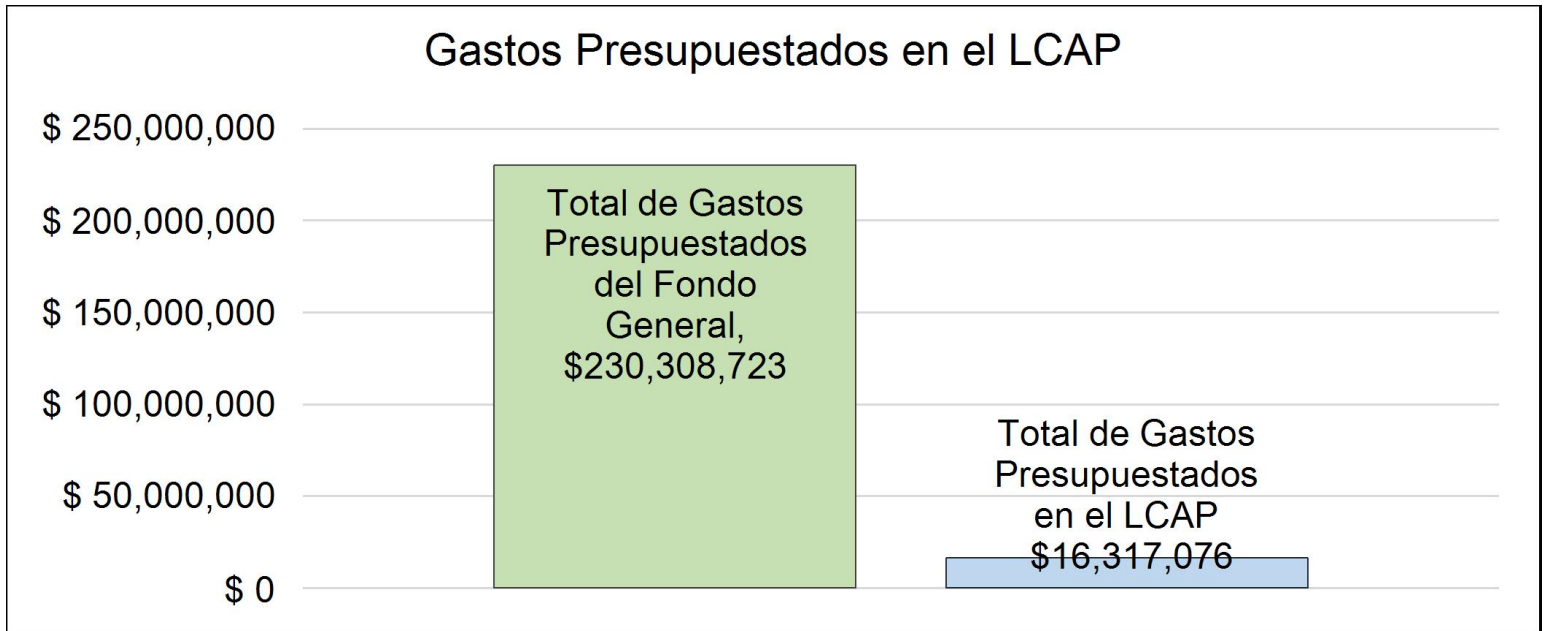 Gastos Presupuestados en el LCAP
$ 250,000,000
$ 200,000,000
$ 150,000,000
$ 100,000,000
$ 50,000,000
$ 0
Total de Gastos
Presupuestados
del Fondo
General,
$230,308,723
Total de Gastos
Presupuestados
en el LCAP
$16,317,076